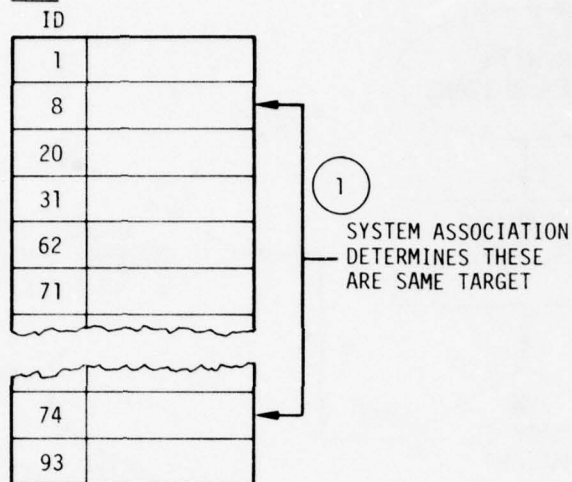 ID
1
8
20
31
62
71
74
93
1
SYSTEM ASSOCIATION
DETERMINES THESE
ARE SAME TARGET